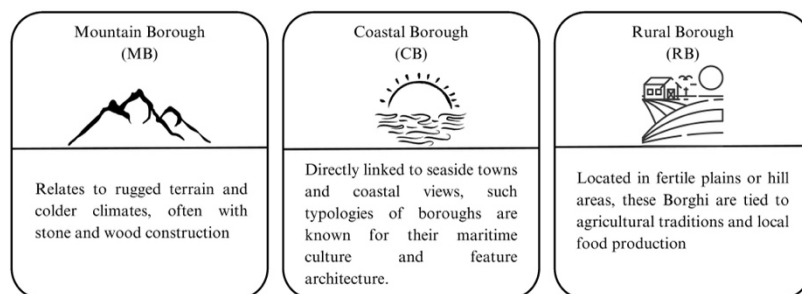 Mountain Borough
(MB)
Relates to rugged terrain and
colder climates, often with
stone and wood construction
Coastal Borough
(CB)
Directly linked to seaside towns
and coastal views, such
typologies of boroughs are
known for their maritime
culture and feature
architecture.
Rural Borough
(RB)
Located in fertile plains or hill
areas, these Borghi are tied to
agricultural traditions and local
food production